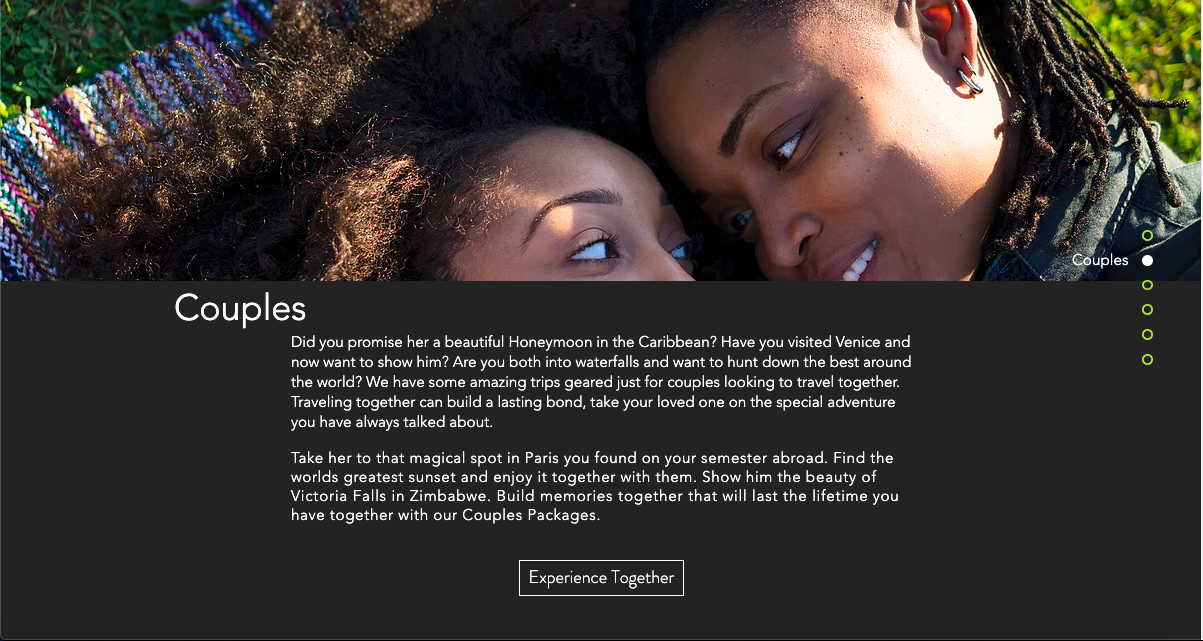 Couples
Couples
Did you promise her a beautiful Honeymoon in the Caribbean? Have you visited Venice and
now want to show him? Are you both into waterfalls and want to hunt down the best around
the world? We have some amazing trips geared just for couples looking to travel together.
Traveling together can build a lasting bond, take your loved one on the special adventure
you have always talked about.
Take her to that magical spot in Paris you found on your semester abroad. Find the
worlds greatest sunset and enjoy it together with them. Show him the beauty of
Victoria Falls in Zimbabwe. Build memories together that will last the lifetime you
have together with our Couples Packages.
Experience Together